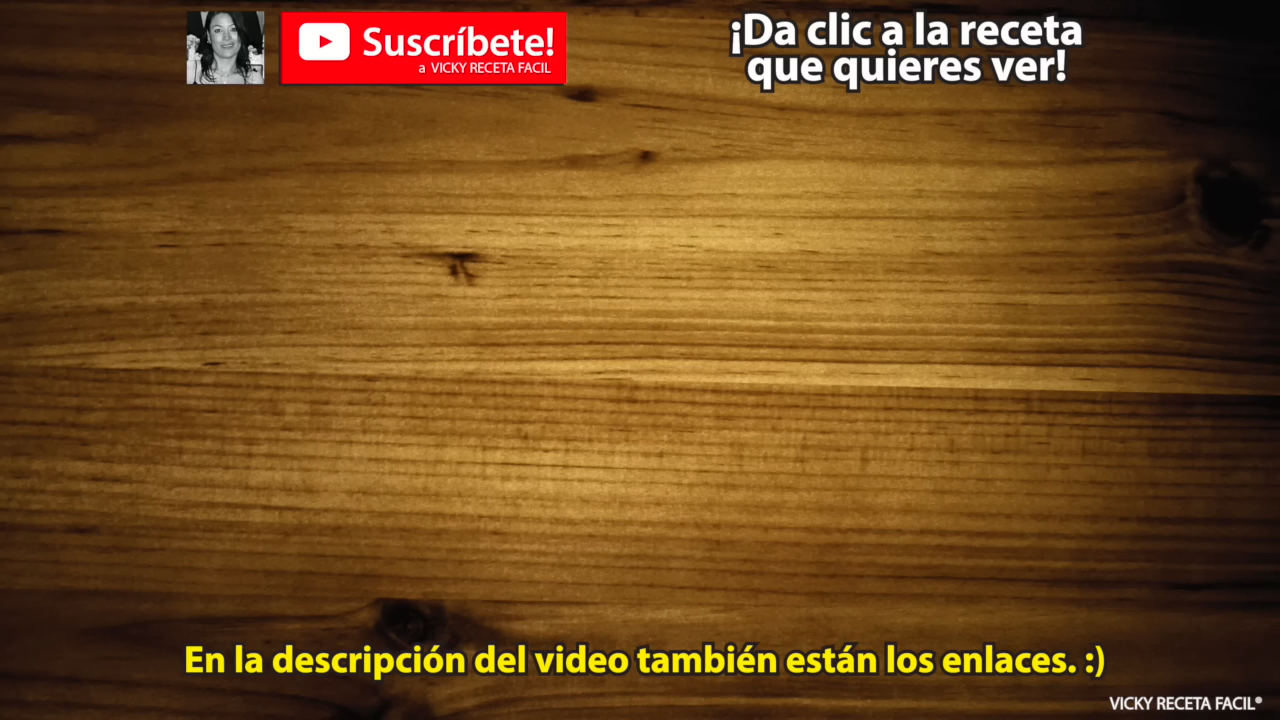 Suscríbete!
a VICKY RECETA FACIL
¡Da clic a la receta
que quieres ver!
En la descripción del video también están los enlaces. :)
VICKY RECETA FACIL®